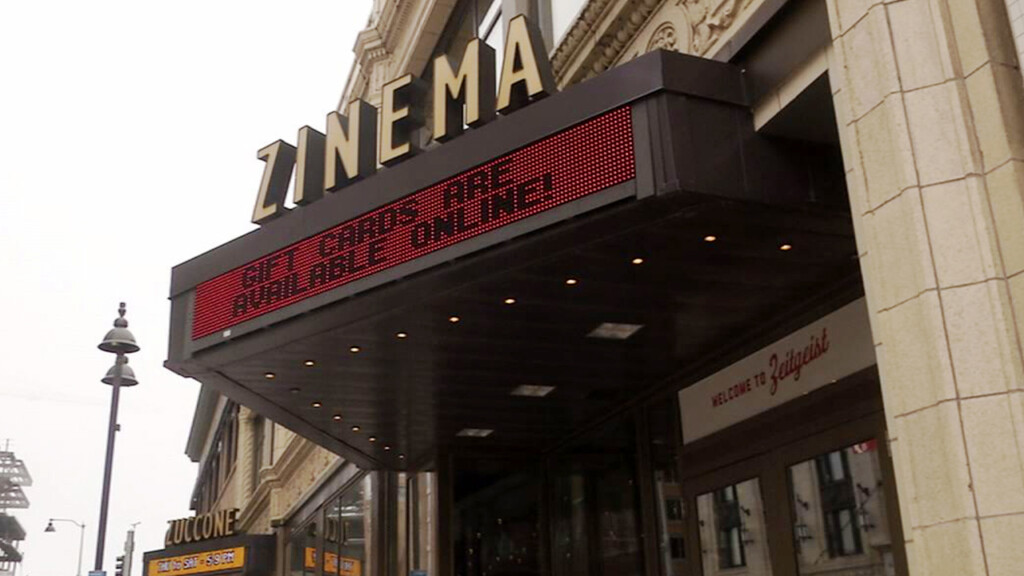 ZINEMA
GIFT CARDS ARE
AVAILABLE ONLINE!
WELCOME TO Zeitgeist
ZUCCONE